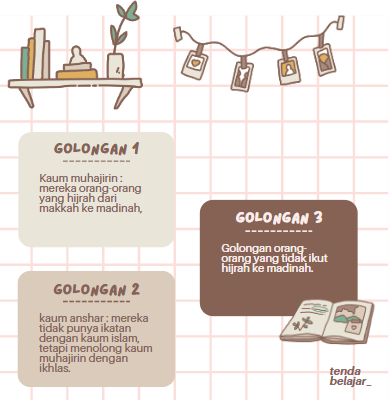 GOLONGAN 1
Kaum muhajirin :
mereka orang-orang
yang hijrah dari
makkah ke madinah,
GOLONGAN 2
kaum anshar : mereka
tidak punya ikatan
dengan kaum islam,
tetapi menolong kaum
muhajirin dengan
ikhlas.
GOLONGAN 3
Golongan orang-
orang yang tidak ikut
hijrah ke madinah.
tenda
belajar_